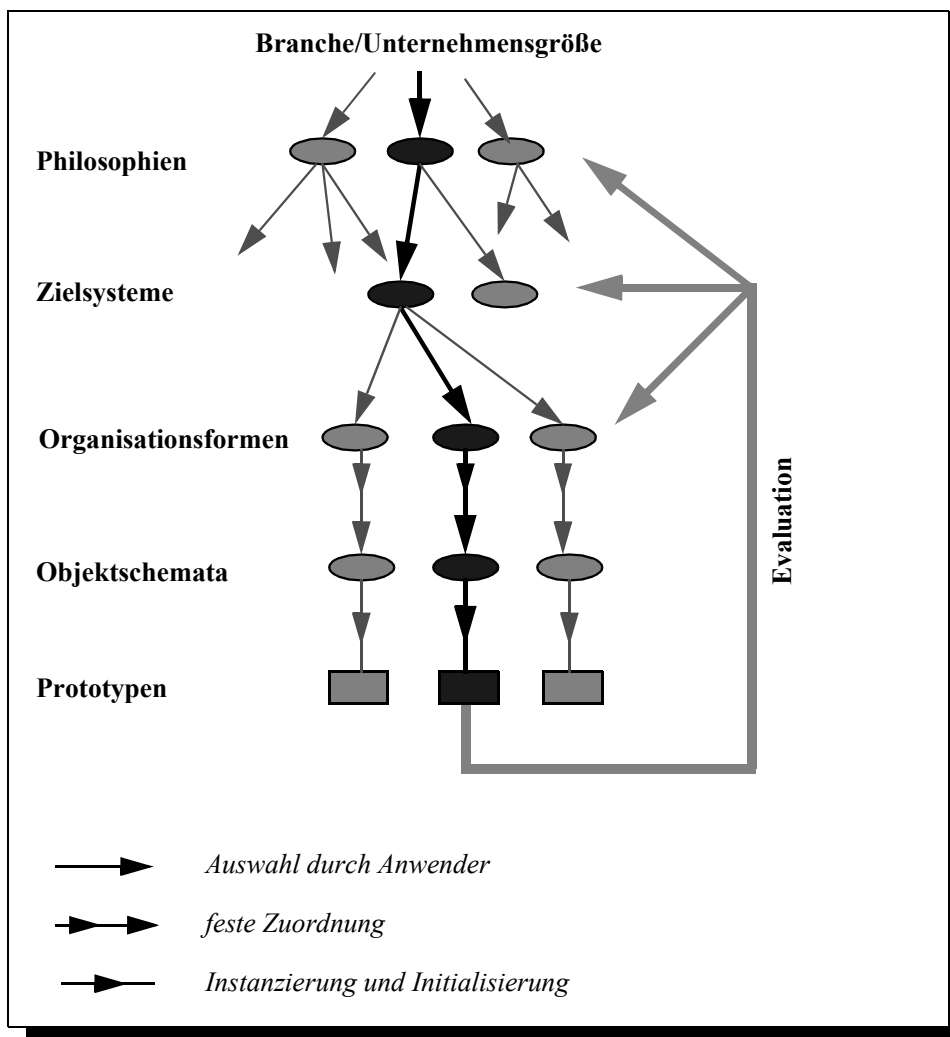 Branche/Unternehmensgröße
Philosophien
Zielsysteme
Organisationsformen
Evaluation
Objektschemata
Prototypen
Auswahl durch Anwender
feste Zuordnung
Instanzierung und Initialisierung